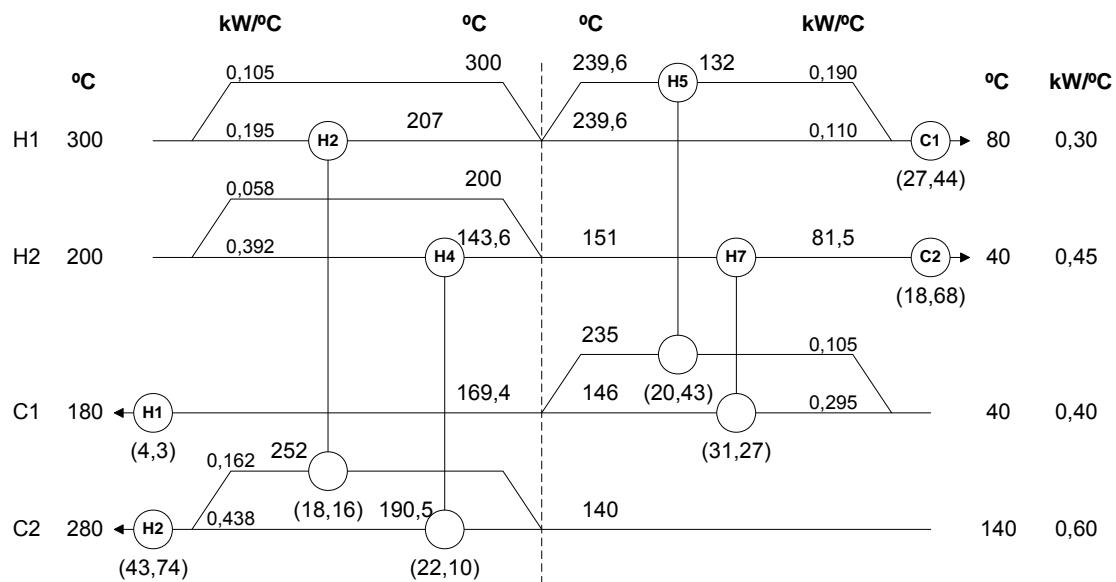 kW/ºC ºC ºC kW/ºC
ºC 0,105 300 239,6 H5 132 0,190 ºC kW/ºC
H1 300 0,195 H2 207 239,6 0,110 C1 80 0,30
(27,44)
0,058 200
H2 200 0,392 H4 143,6 151 H7 81,5 C2 40 0,45
(18,68)
235 0,105
C1 180 H1 169,4 146 (20,43) 0,295 40 0,40
(4,3) (31,27)
0,162 252
C2 280 H2 0,438 (18,16) 190,5 140 140 0,60
(43,74) (22,10)